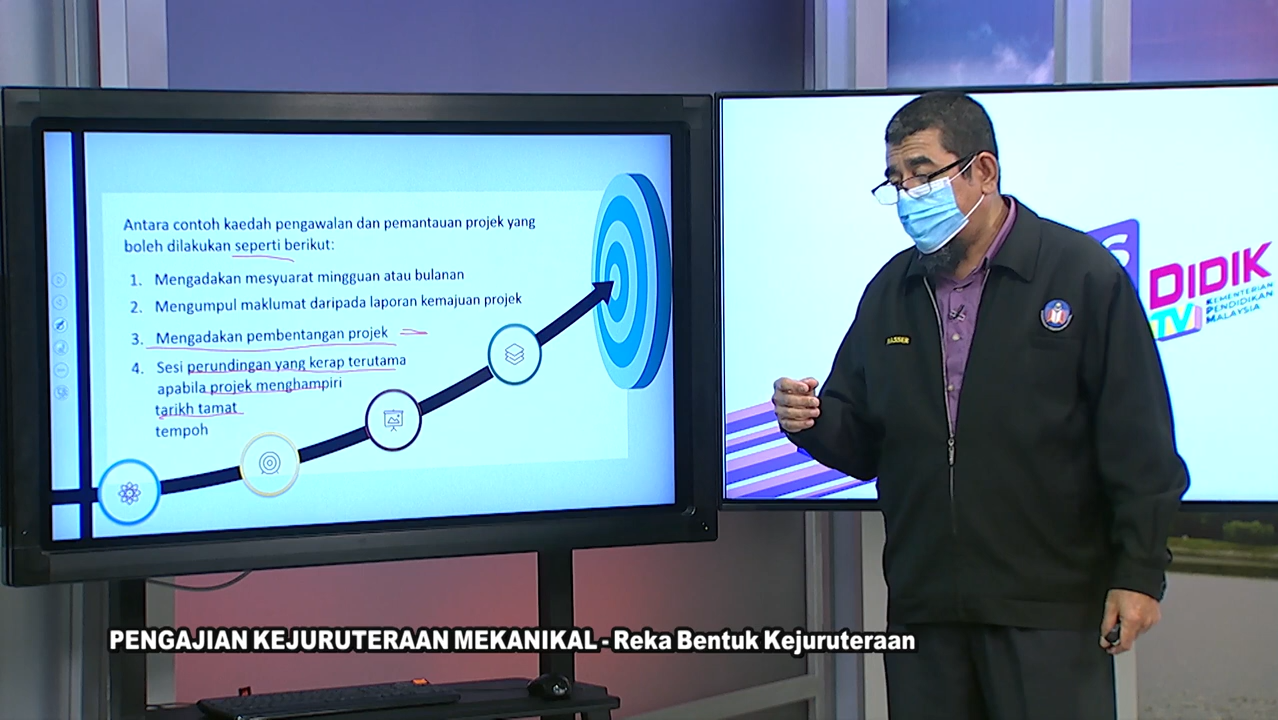 Antara contoh kaedah pengawalan dan pemantauan projek yang
boleh dilakukan seperti berikut:
1. Mengadakan mesyuarat mingguan atau bulanan
2. Mengumpul maklumat daripada laporan kemajuan projek
3. Mengadakan pembentangan projek
4. Sesi perundingan yang kerap terutama
apabila projek menghampiri
tarikh tamat
tempoh
DIDIK
TV
KEMENTERIAN
PENDIDIKAN
MALAYSIA
NASSER
PENGAJIAN KEJURUTERAAN MEKANIKAL - Reka Bentuk Kejuruteraan